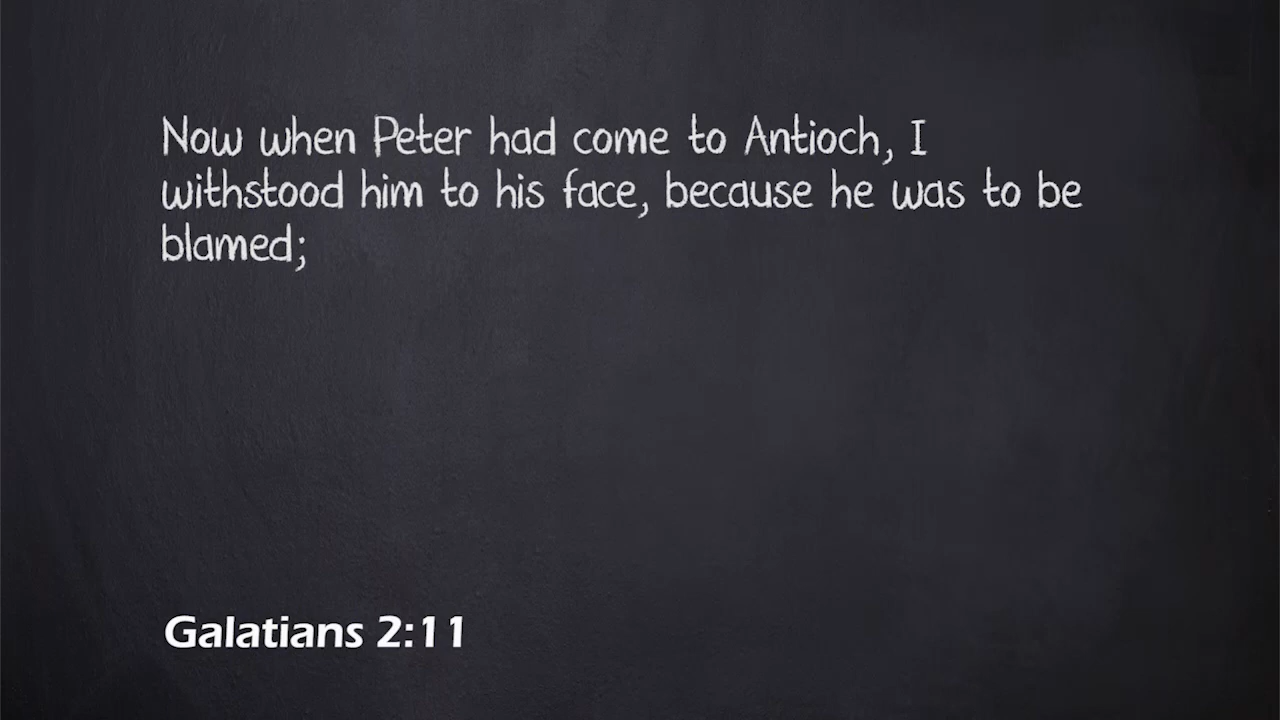 Now when Peter had come to Antioch, I
withstood him to his face, because he was to be
blamed;
Galatians 2:11